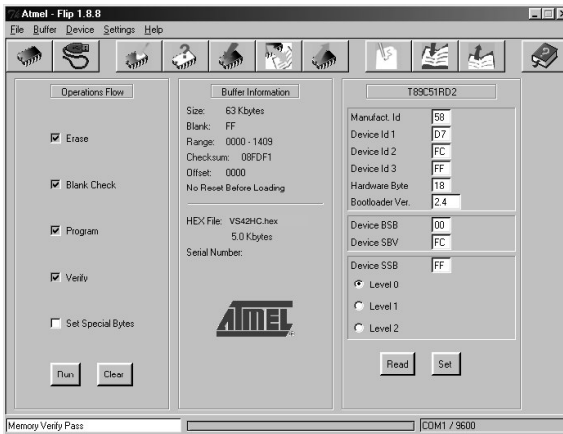 Atmel - Flip 1.8.8
File Buffer Device Settings Help
Operations Flow
Erase
Blank Check
Program
Verify
Set Special Bytes
Run Clear
Buffer Information
Size: 63 Kbytes
Blank: FF
Range: 0000 - 1409
Checksum: 08FDF1
Offset: 0000
No Reset Before Loading
HEX File: VS42HC.hex
5.0 Kbytes
Serial Number:
ATMEL
T89C51RD2
Manufact. Id 58
Device Id 1 D7
Device Id 2 FC
Device Id 3 FF
Hardware Byte 18
Bootloader Ver. 2.4
Device BSB 00
Device SBV FC
Device SSB FF
Level 0
Level 1
Level 2
Read Set
Memory Verify Pass
COM1 / 9600